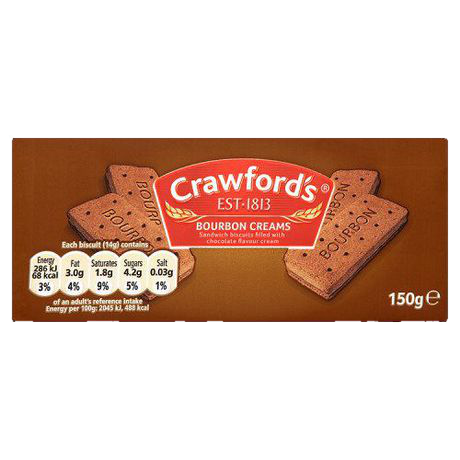 Crawford's®
EST·1813
BOURBON CREAMS
Sandwich biscuits filled with
chocolate flavour cream
BOURBON
BOURBON
Each biscuit (14g) contains
Energy Fat Saturates Sugars Salt
286 kJ 3.0g 1.8g 4.2g 0.03g
68 kcal
3% 4% 9% 5% 1%
of an adult's reference intake
Energy per 100g: 2045 kJ, 488 kcal
150g e